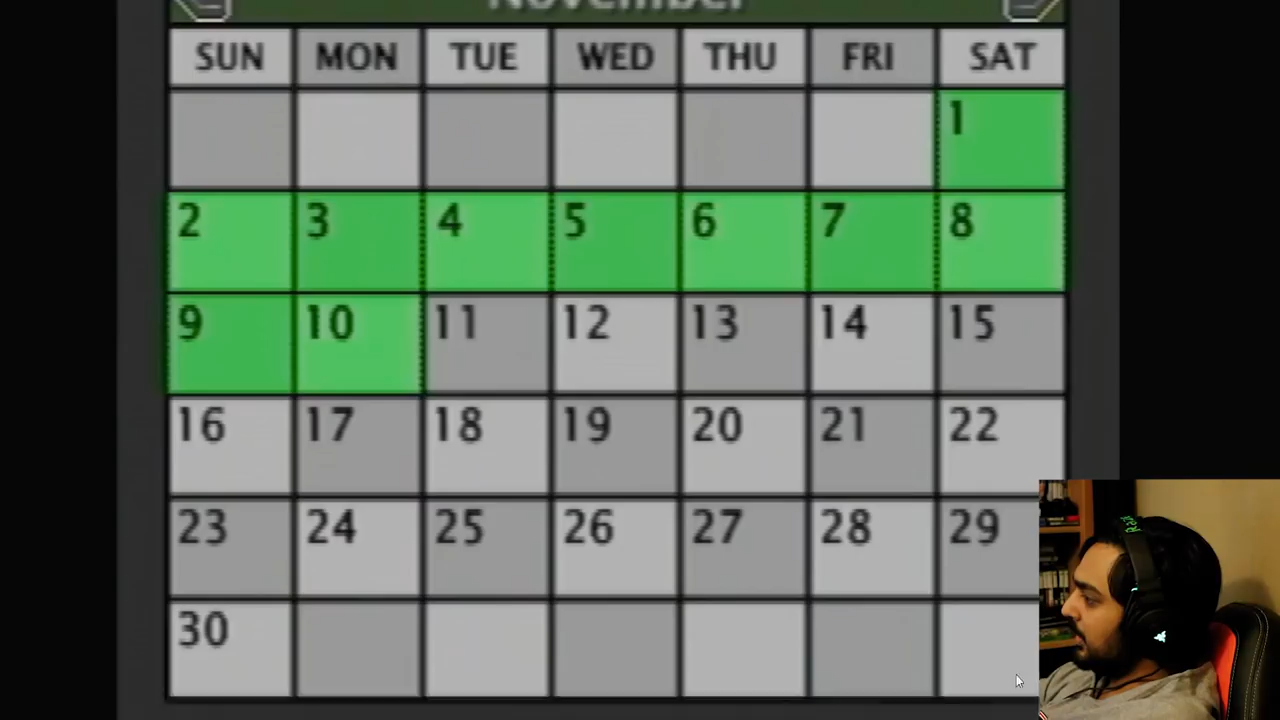 November
SUN MON TUE WED THU FRI SAT
1
2 3 4 5 6 7 8
9 10 11 12 13 14 15
16 17 18 19 20 21 22
23 24 25 26 27 28 29
30